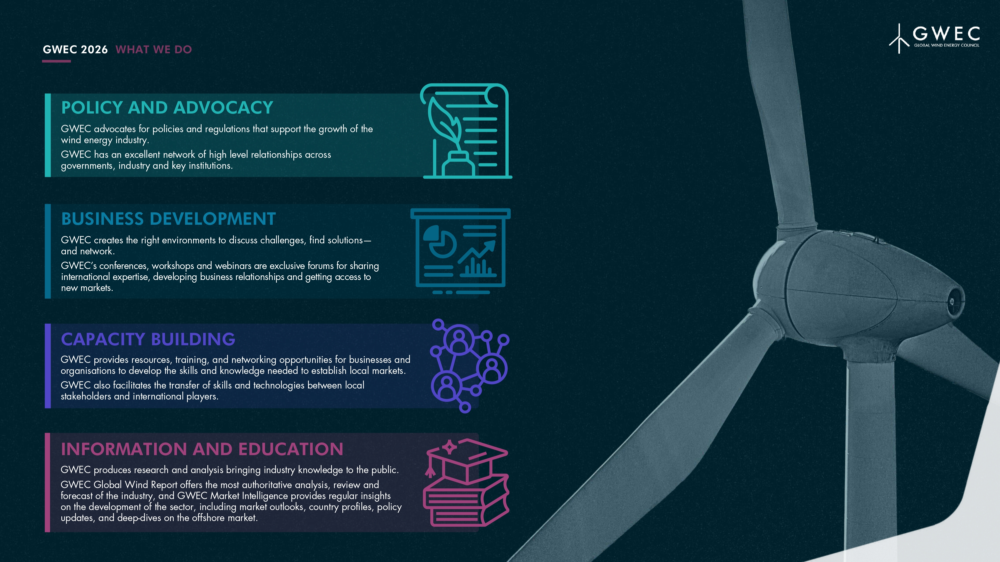 GWEC 2026 WHAT WE DO
GWEC
GLOBAL WIND ENERGY COUNCIL
POLICY AND ADVOCACY
GWEC advocates for policies and regulations that support the growth of the
wind energy industry.
GWEC has an excellent network of high level relationships across
governments, industry and key institutions.
BUSINESS DEVELOPMENT
GWEC creates the right environments to discuss challenges, find solutions—
and network.
GWEC’s conferences, workshops and webinars are exclusive forums for sharing
international expertise, developing business relationships and getting access to
new markets.
CAPACITY BUILDING
GWEC provides resources, training, and networking opportunities for businesses and
organisations to develop the skills and knowledge needed to establish local markets.
GWEC also facilitates the transfer of skills and technologies between local
stakeholders and international players.
INFORMATION AND EDUCATION
GWEC produces research and analysis bringing industry knowledge to the public.
GWEC Global Wind Report offers the most authoritative analysis, review and
forecast of the industry, and GWEC Market Intelligence provides regular insights
on the development of the sector, including market outlooks, country profiles, policy
updates, and deep-dives on the offshore market.